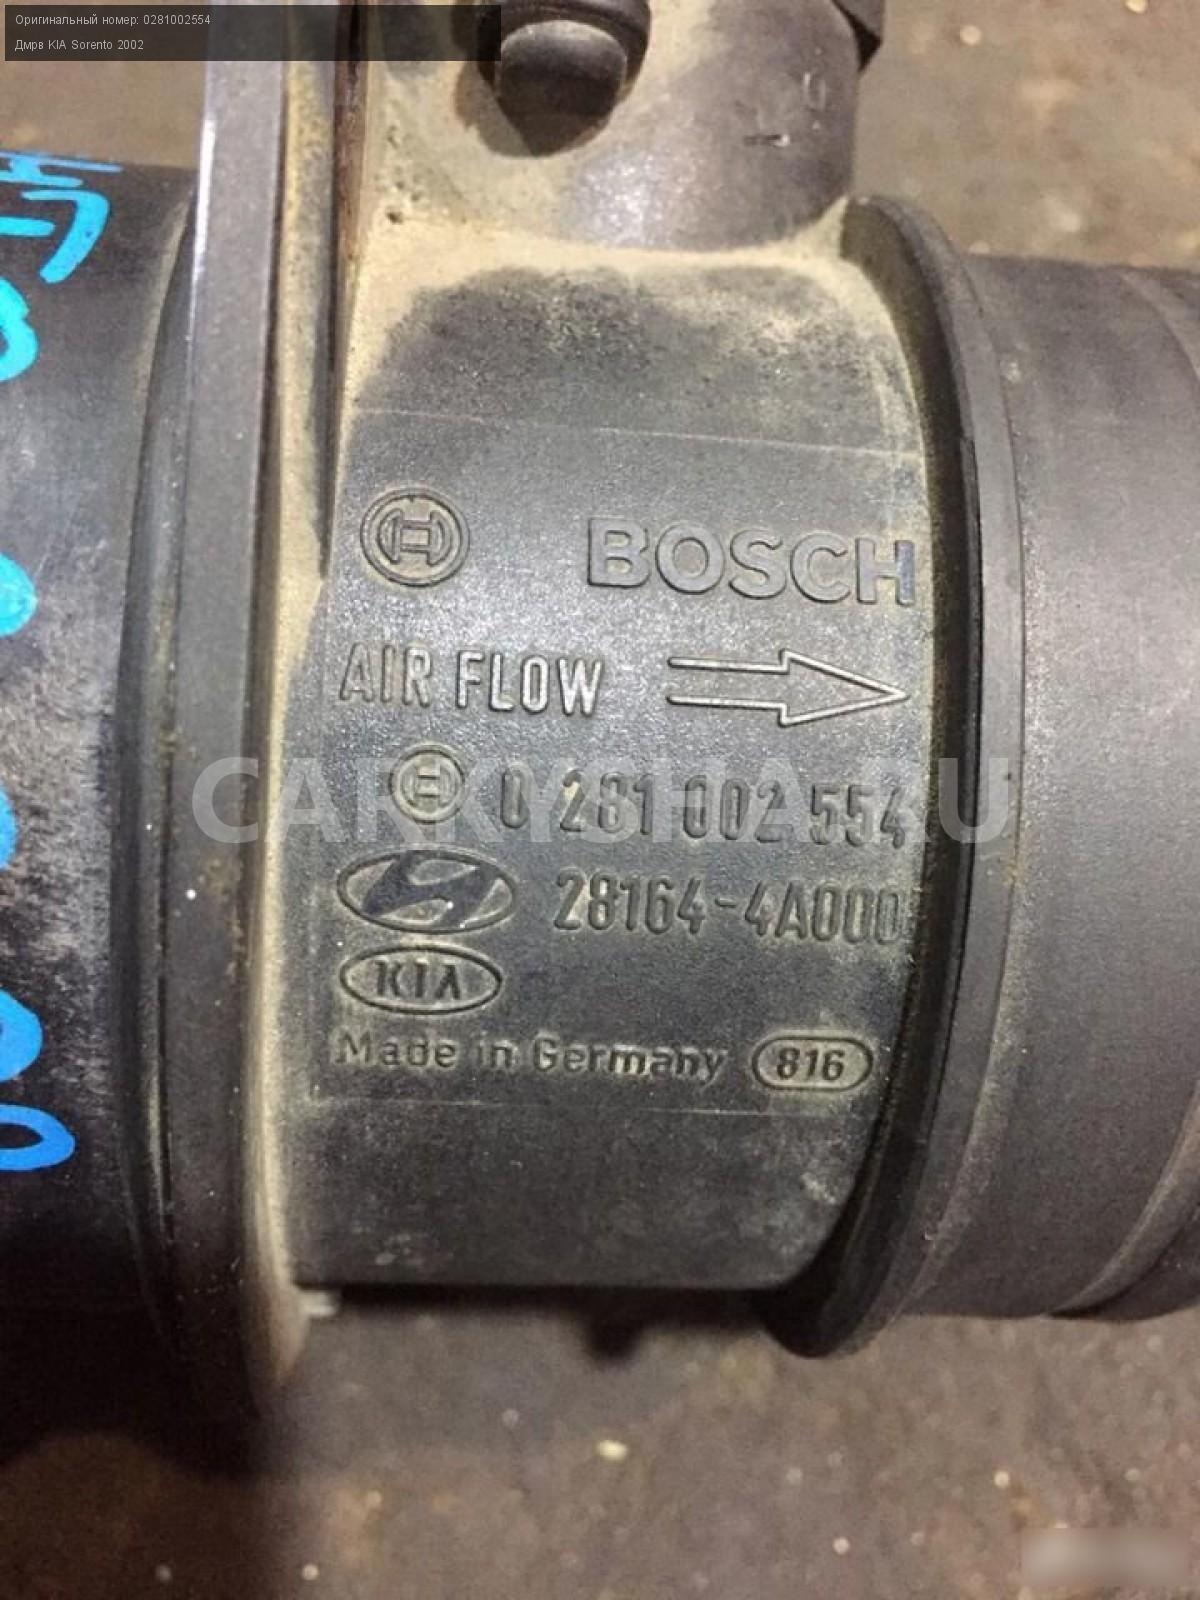 Оригинальный номер: 0281002554
Дмрв KIA Sorento 2002
BOSCH
AIR FLOW
CARKYSHA.RU
0 281 002 554
28164-4A000
KIA
Made in Germany 816